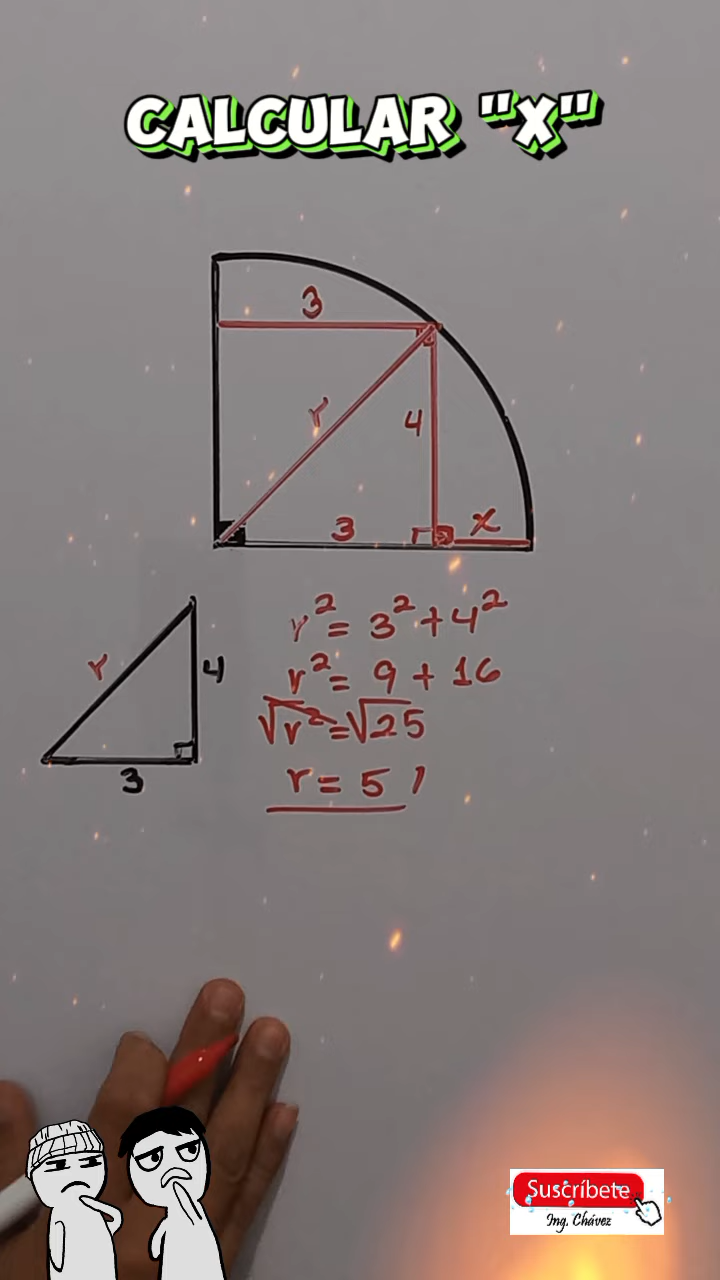 CALCULAR "X"
3
r
4
3
x
r² = 3² + 4²
r
4
r² = 9 + 16
√r² = √25
3
r = 5
Suscríbete
Ing. Chávez